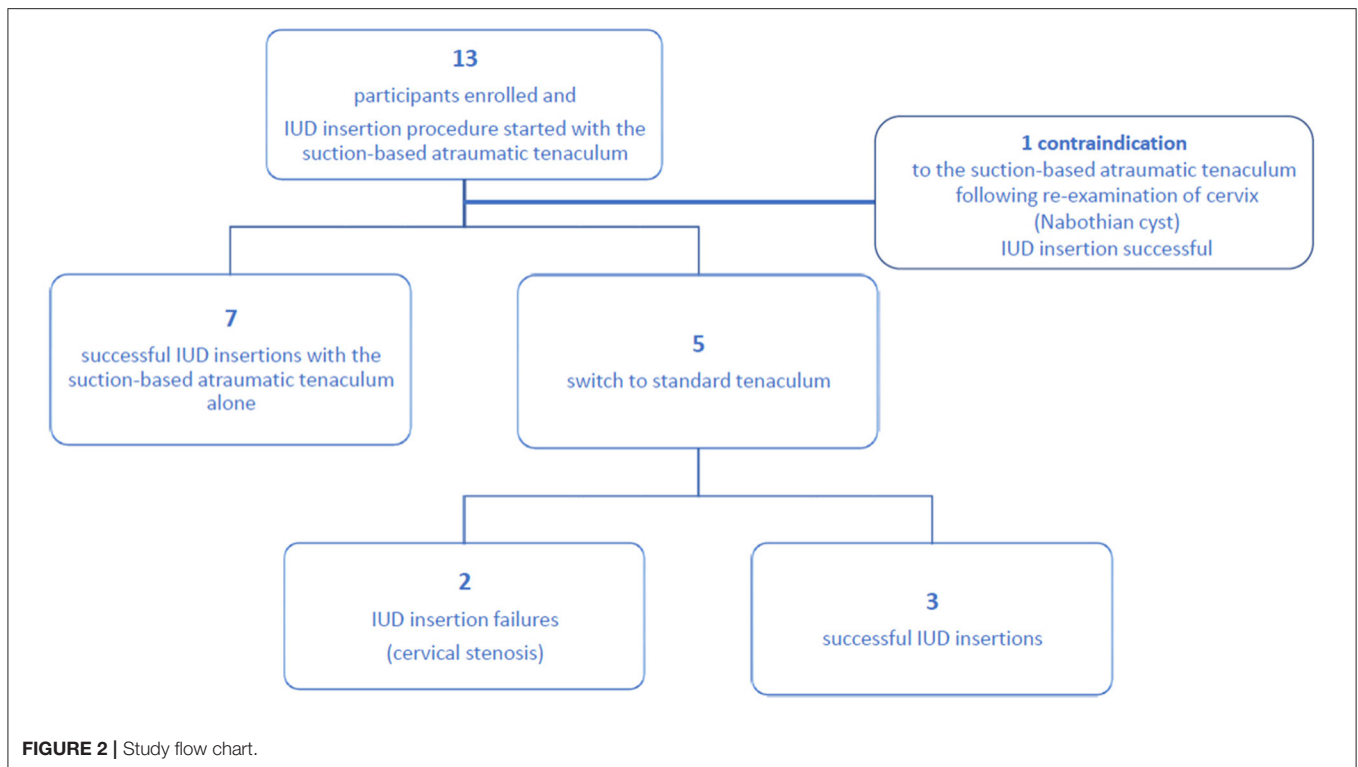 13
participants enrolled and
IUD insertion procedure started with the
suction-based atraumatic tenaculum
1 contraindication
to the suction-based atraumatic tenaculum
following re-examination of cervix
(Nabothian cyst)
IUD insertion successful
7
successful IUD insertions with the
suction-based atraumatic tenaculum
alone
5
switch to standard tenaculum
2
IUD insertion failures
(cervical stenosis)
3
successful IUD insertions
FIGURE 2 | Study flow chart.